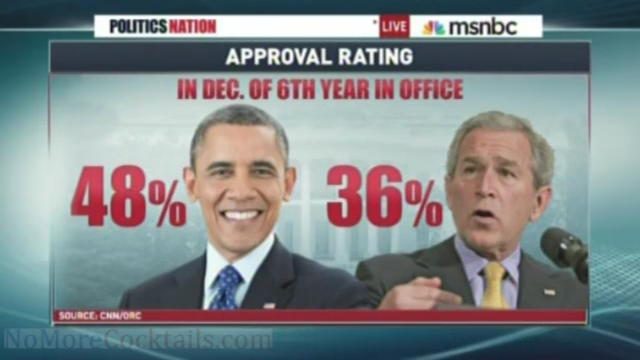 POLITICSNATION
LIVE msnbc
APPROVAL RATING
IN DEC. OF 6TH YEAR IN OFFICE
48%
36%
SOURCE: CNN/ORC
NoMoreCocktails.com